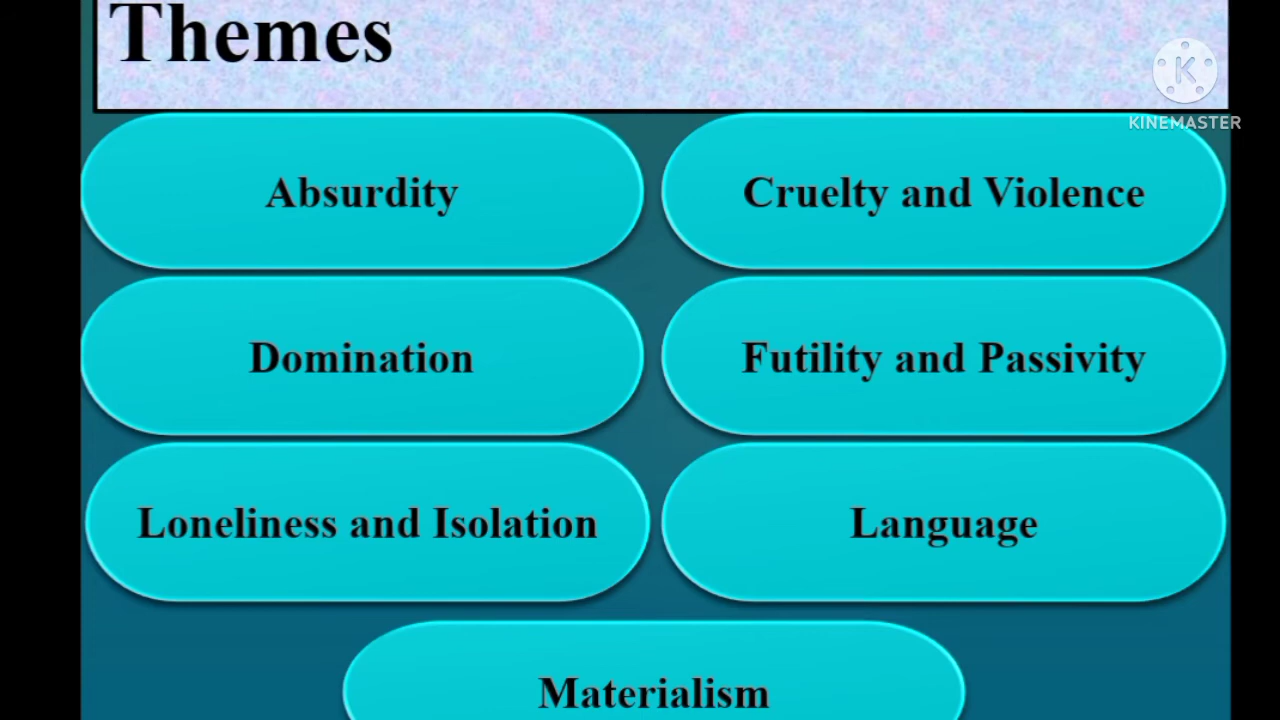 Themes
KINEMASTER
Absurdity
Cruelty and Violence
Domination
Futility and Passivity
Loneliness and Isolation
Language
Materialism